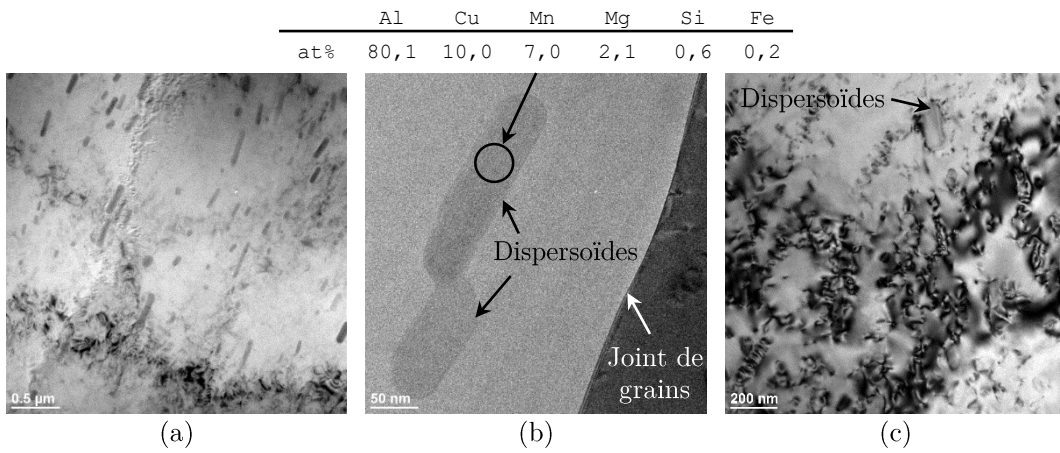 Al Cu Mn Mg Si Fe
at% 80,1 10,0 7,0 2,1 0,6 0,2
Dispersoïdes
Dispersoïdes
Joint de
grains
0.5 µm
50 nm
200 nm
(a)
(b)
(c)